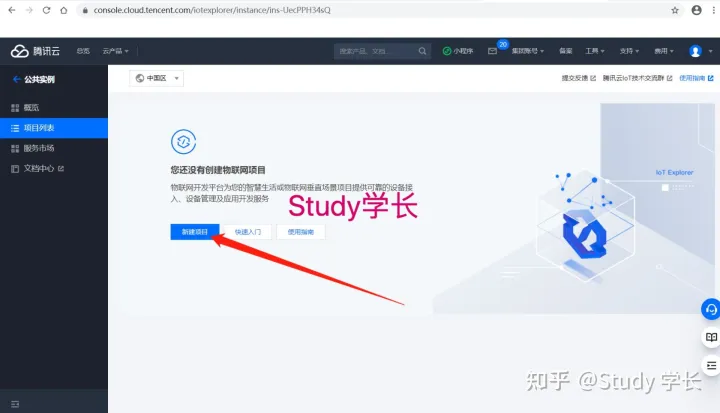 console.cloud.tencent.com/iotexplorer/instance/ins-UecPPH34sQ
腾讯云
总览
云产品
搜索产品、文档...
小程序
20
集团账号
备案
工具
支持
费用
公共实例
中国区
提交反馈
腾讯云IoT技术交流群
使用指南
概览
项目列表
服务市场
文档中心
您还没有创建物联网项目
物联网开发平台为您的智慧生活或物联网垂直场景项目提供可靠的设备接
入、设备管理及应用开发服务
Study学长
新建项目
快速入门
使用指南
IoT Explorer
知乎 @Study 学长